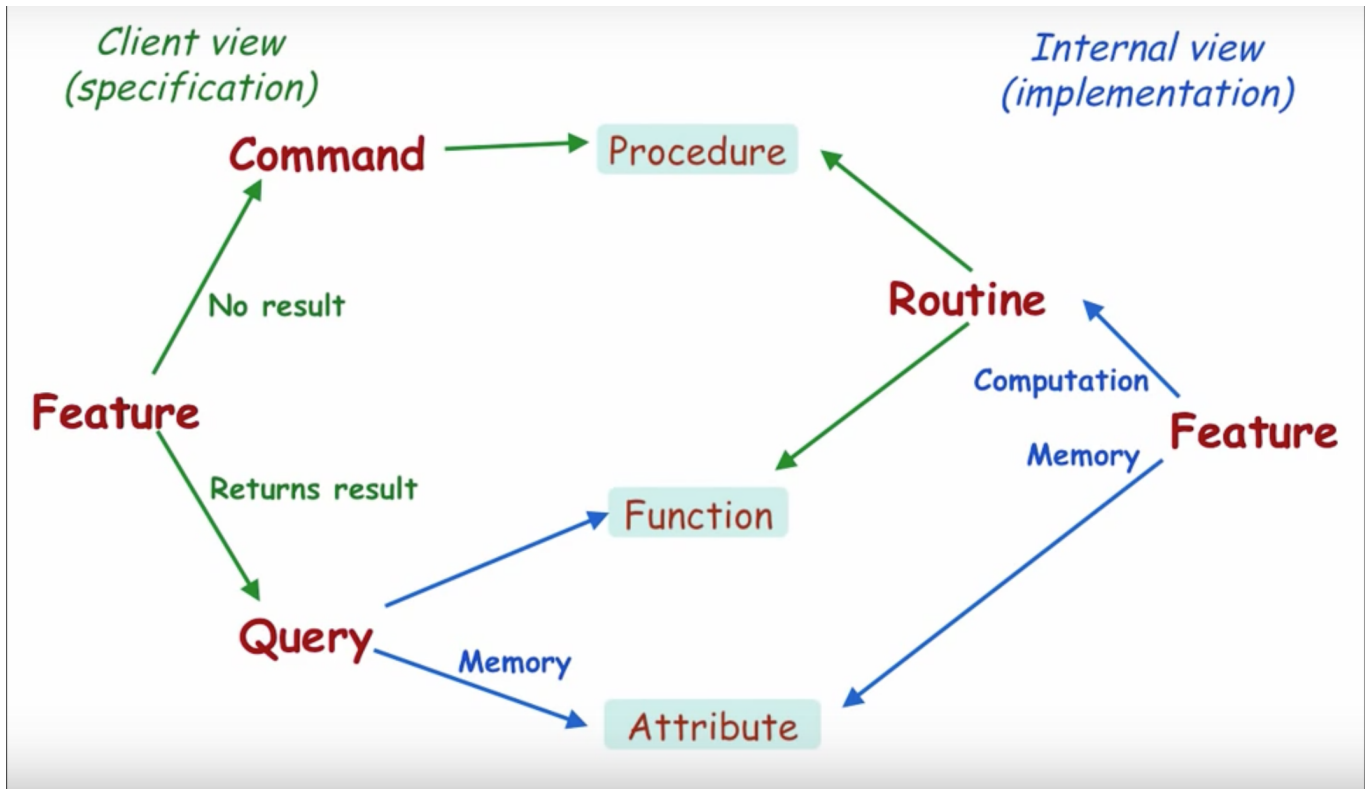 Client view
(specification)
Internal view
(implementation)
Command
Procedure
No result
Routine
Computation
Feature
Feature
Memory
Returns result
Function
Query
Memory
Attribute